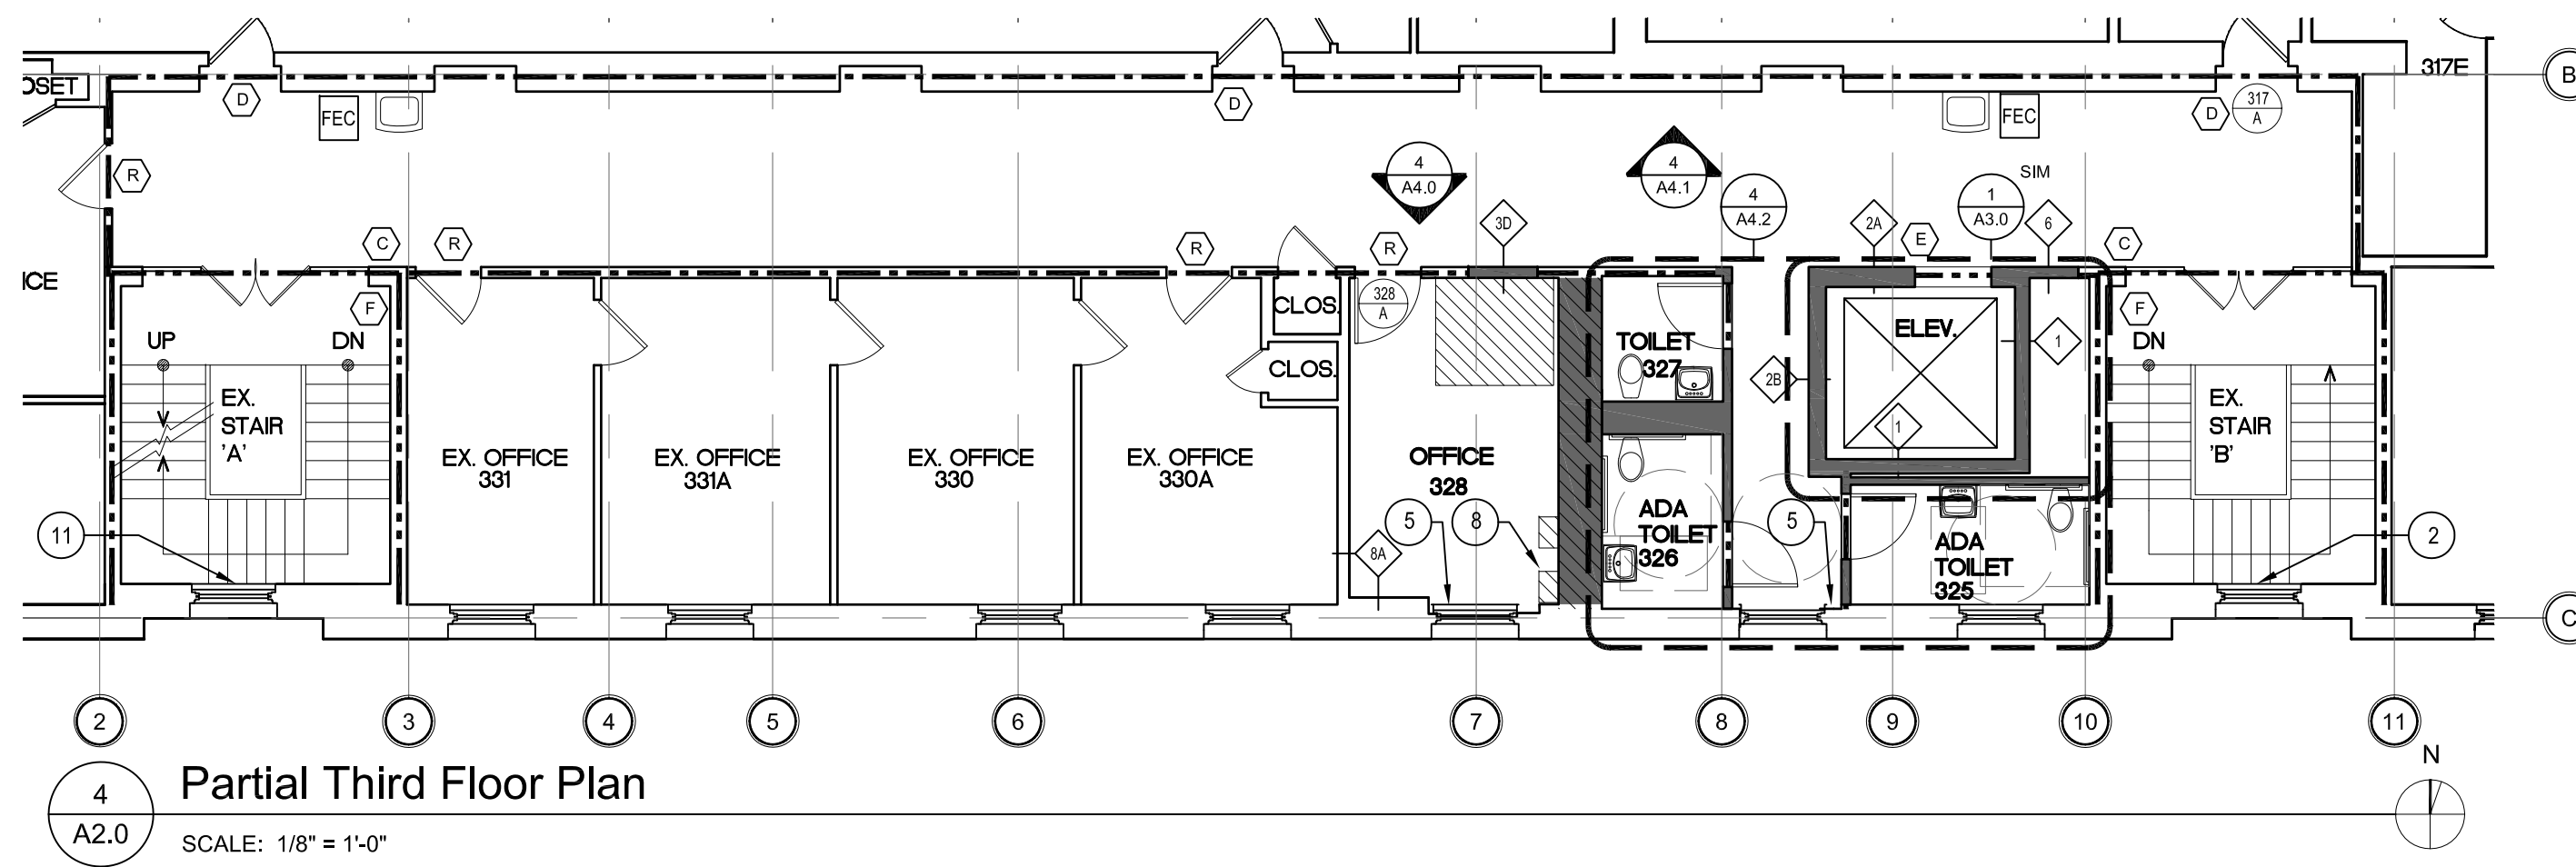 317E
B
OSET
D
FEC
D
FEC
D
317
A
R
4
A4.0
4
A4.1
4
A4.2
SIM
1
A3.0
C
R
R
R
3D
2A
E
6
C
ICE
F
328
A
CLOS.
CLOS.
UP
DN
EX.
STAIR
'A'
TOILET
327
ELEV.
1
2B
1
F
DN
EX.
STAIR
'B'
EX. OFFICE
331
EX. OFFICE
331A
EX. OFFICE
330
EX. OFFICE
330A
OFFICE
328
11
8A
5
8
ADA
TOILET
326
5
ADA
TOILET
325
2
C
2
3
4
5
6
7
8
9
10
11
4
A2.0
Partial Third Floor Plan
SCALE: 1/8" = 1'-0"
N